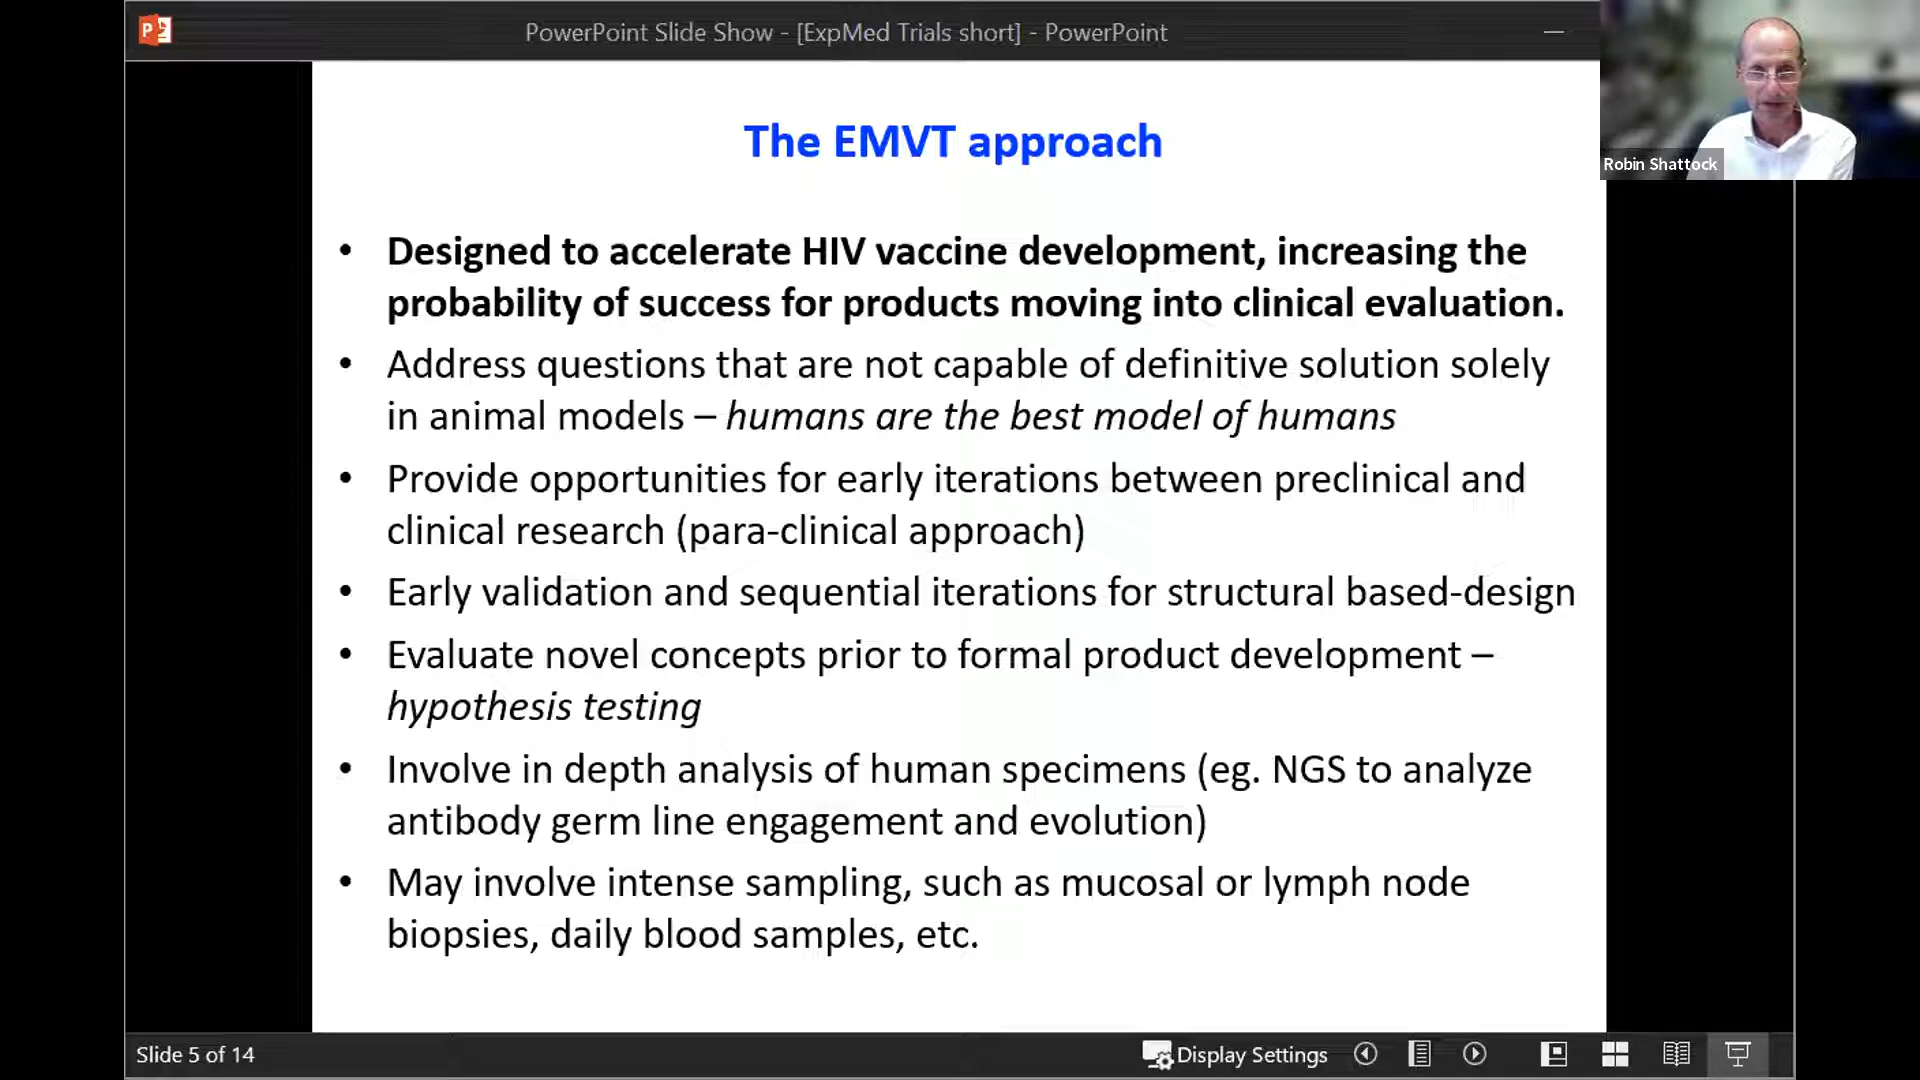 PowerPoint Slide Show - [ExpMed Trials short] - PowerPoint
Robin Shattock
The EMVT approach
• Designed to accelerate HIV vaccine development, increasing the
probability of success for products moving into clinical evaluation.
• Address questions that are not capable of definitive solution solely
in animal models – humans are the best model of humans
• Provide opportunities for early iterations between preclinical and
clinical research (para-clinical approach)
• Early validation and sequential iterations for structural based-design
• Evaluate novel concepts prior to formal product development –
hypothesis testing
• Involve in depth analysis of human specimens (eg. NGS to analyze
antibody germ line engagement and evolution)
• May involve intense sampling, such as mucosal or lymph node
biopsies, daily blood samples, etc.
Slide 5 of 14
Display Settings